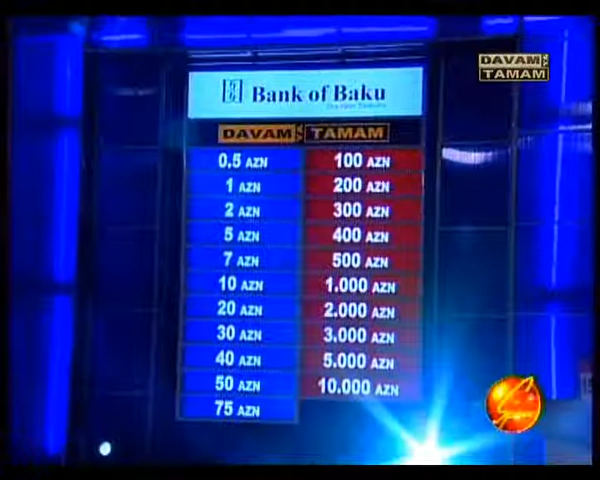 DAVAM YA
TAMAM
Bank of Baku
DAVAM YA TAMAM
0,5 AZN 100 AZN
1 AZN 200 AZN
2 AZN 300 AZN
5 AZN 400 AZN
7 AZN 500 AZN
10 AZN 1.000 AZN
20 AZN 2.000 AZN
30 AZN 3.000 AZN
40 AZN 5.000 AZN
50 AZN 10.000 AZN
75 AZN